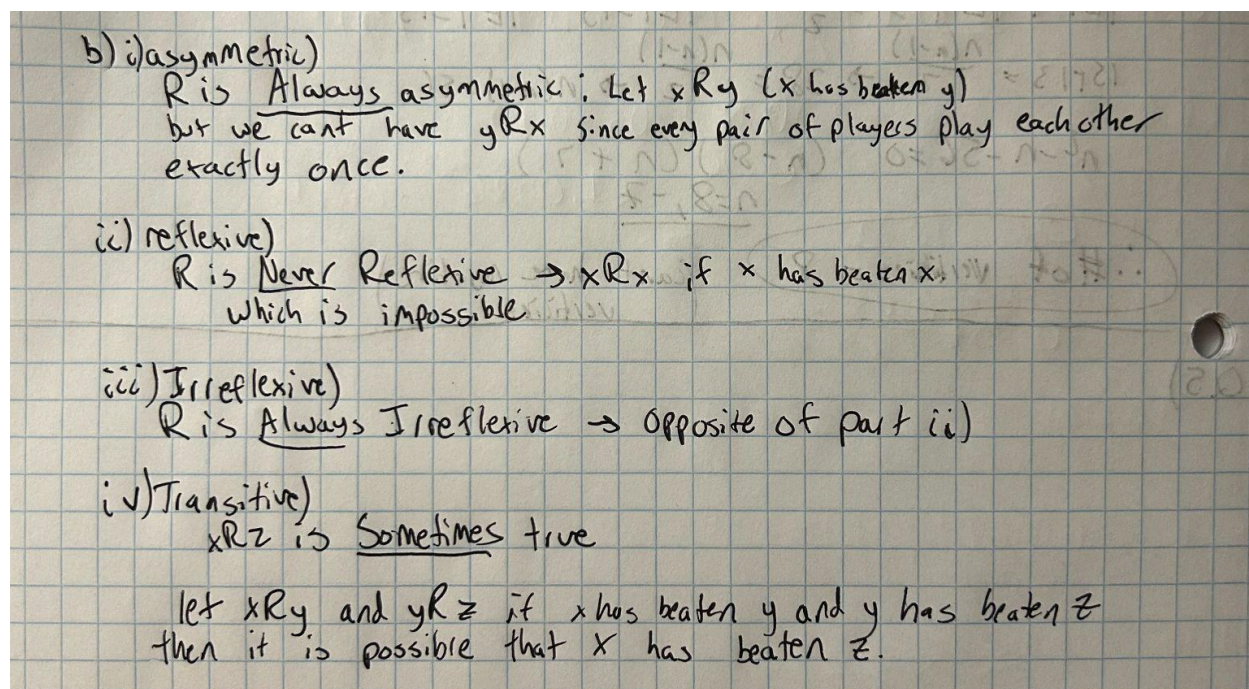 b) i) asymmetric)
R is Always asymmetric : Let xRy (x has beaten y)
but we cant have yRx since every pair of players play each other
exactly once.
ii) reflexive)
R is Never Reflexive → xRx if x has beaten x.
which is impossible
iii) Irreflexive)
R is Always Irreflexive → opposite of part ii)
iv) Transitive)
xRz is Sometimes true
let xRy and yRz if x has beaten y and y has beaten z
then it is possible that x has beaten z.